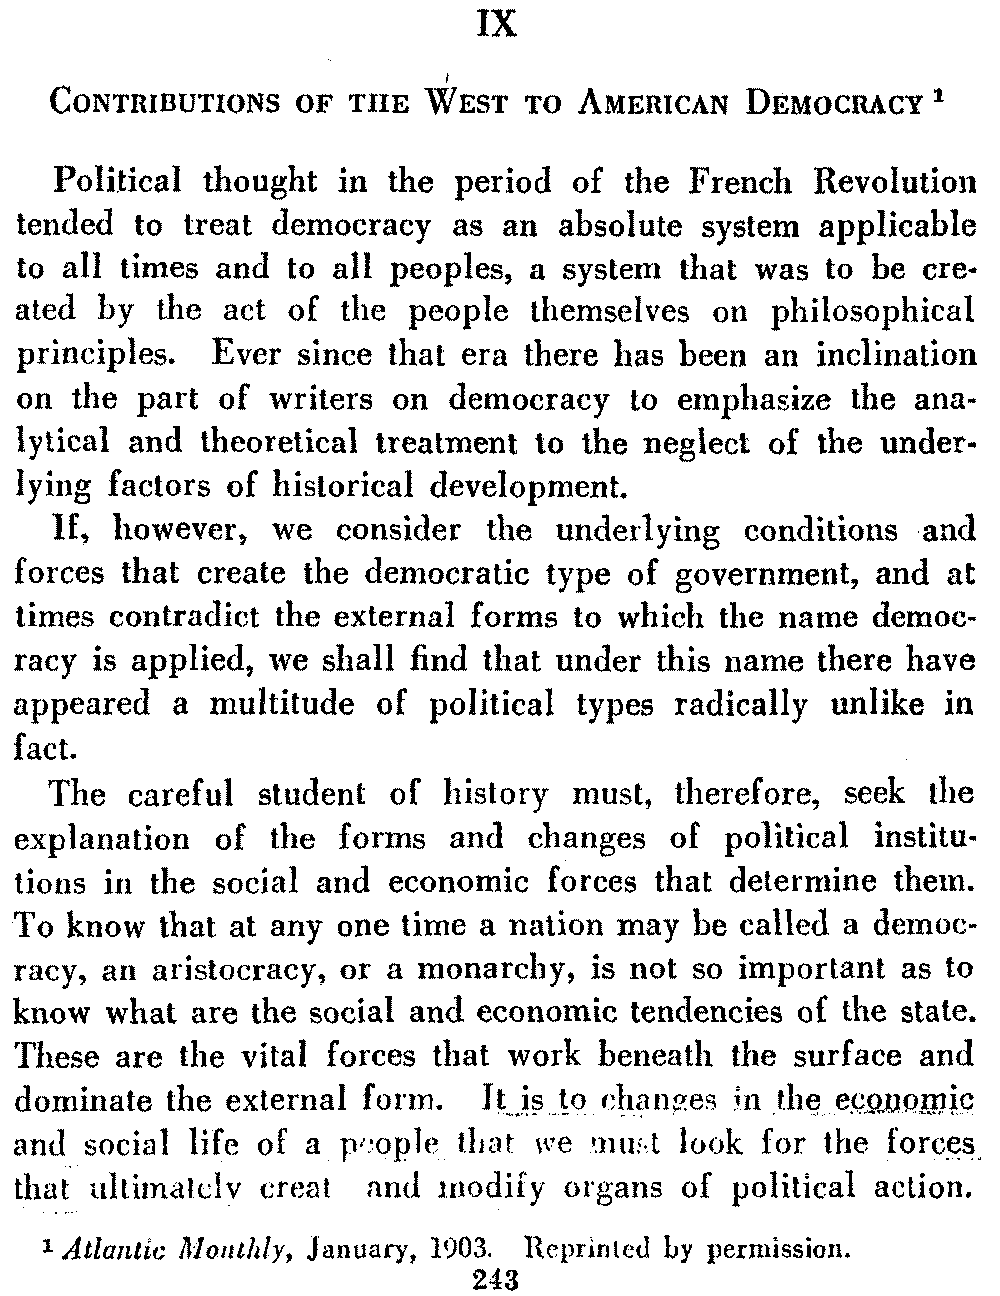 IX
CONTRIBUTIONS OF THE WEST TO AMERICAN DEMOCRACY ¹
Political thought in the period of the French Revolution
tended to treat democracy as an absolute system applicable
to all times and to all peoples, a system that was to be cre-
ated by the act of the people themselves on philosophical
principles. Ever since that era there has been an inclination
on the part of writers on democracy to emphasize the ana-
lytical and theoretical treatment to the neglect of the under-
lying factors of historical development.
If, however, we consider the underlying conditions and
forces that create the democratic type of government, and at
times contradict the external forms to which the name democ-
racy is applied, we shall find that under this name there have
appeared a multitude of political types radically unlike in
fact.
The careful student of history must, therefore, seek the
explanation of the forms and changes of political institu-
tions in the social and economic forces that determine them.
To know that at any one time a nation may be called a democ-
racy, an aristocracy, or a monarchy, is not so important as to
know what are the social and economic tendencies of the state.
These are the vital forces that work beneath the surface and
dominate the external form. It is to changes in the economic
and social life of a people that we must look for the forces
that ultimately creat and modify organs of political action.
¹ Atlantic Monthly, January, 1903. Reprinted by permission.
243